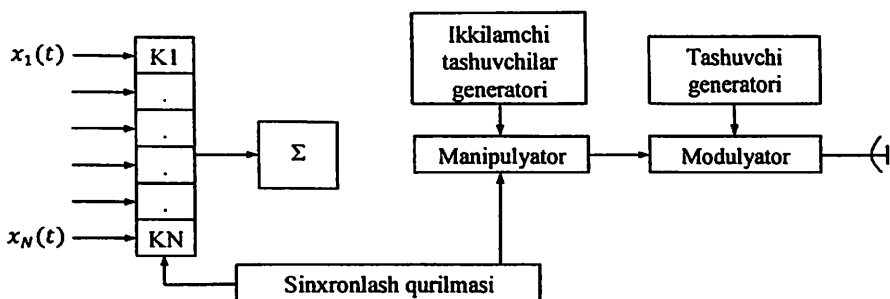 Ikkilamchi
tashuvchilar
generatori
Tashuvchi
generatori
x₁(t)
K1
.
.
Σ
.
.
Manipulyator
Modulyator
x_N(t)
KN
Sinxronlash qurilmasi